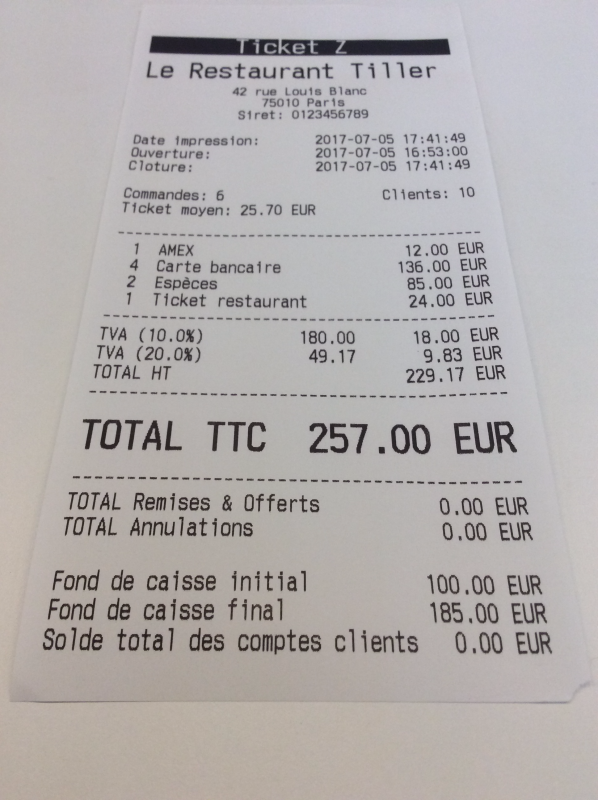 Ticket Z
Le Restaurant Tiller
42 rue Louis Blanc
75010 Paris
Siret: 0123456789
Date impression: 2017-07-05 17:41:49
Ouverture: 2017-07-05 16:53:00
Cloture: 2017-07-05 17:41:49
Commandes: 6 Clients: 10
Ticket moyen: 25.70 EUR
1 AMEX 12.00 EUR
4 Carte bancaire 136.00 EUR
2 Espèces 85.00 EUR
1 Ticket restaurant 24.00 EUR
TVA (10.0%) 180.00 18.00 EUR
TVA (20.0%) 49.17 9.83 EUR
TOTAL HT 229.17 EUR
TOTAL TTC 257.00 EUR
TOTAL Remises & Offerts 0.00 EUR
TOTAL Annulations 0.00 EUR
Fond de caisse initial 100.00 EUR
Fond de caisse final 185.00 EUR
Solde total des comptes clients 0.00 EUR